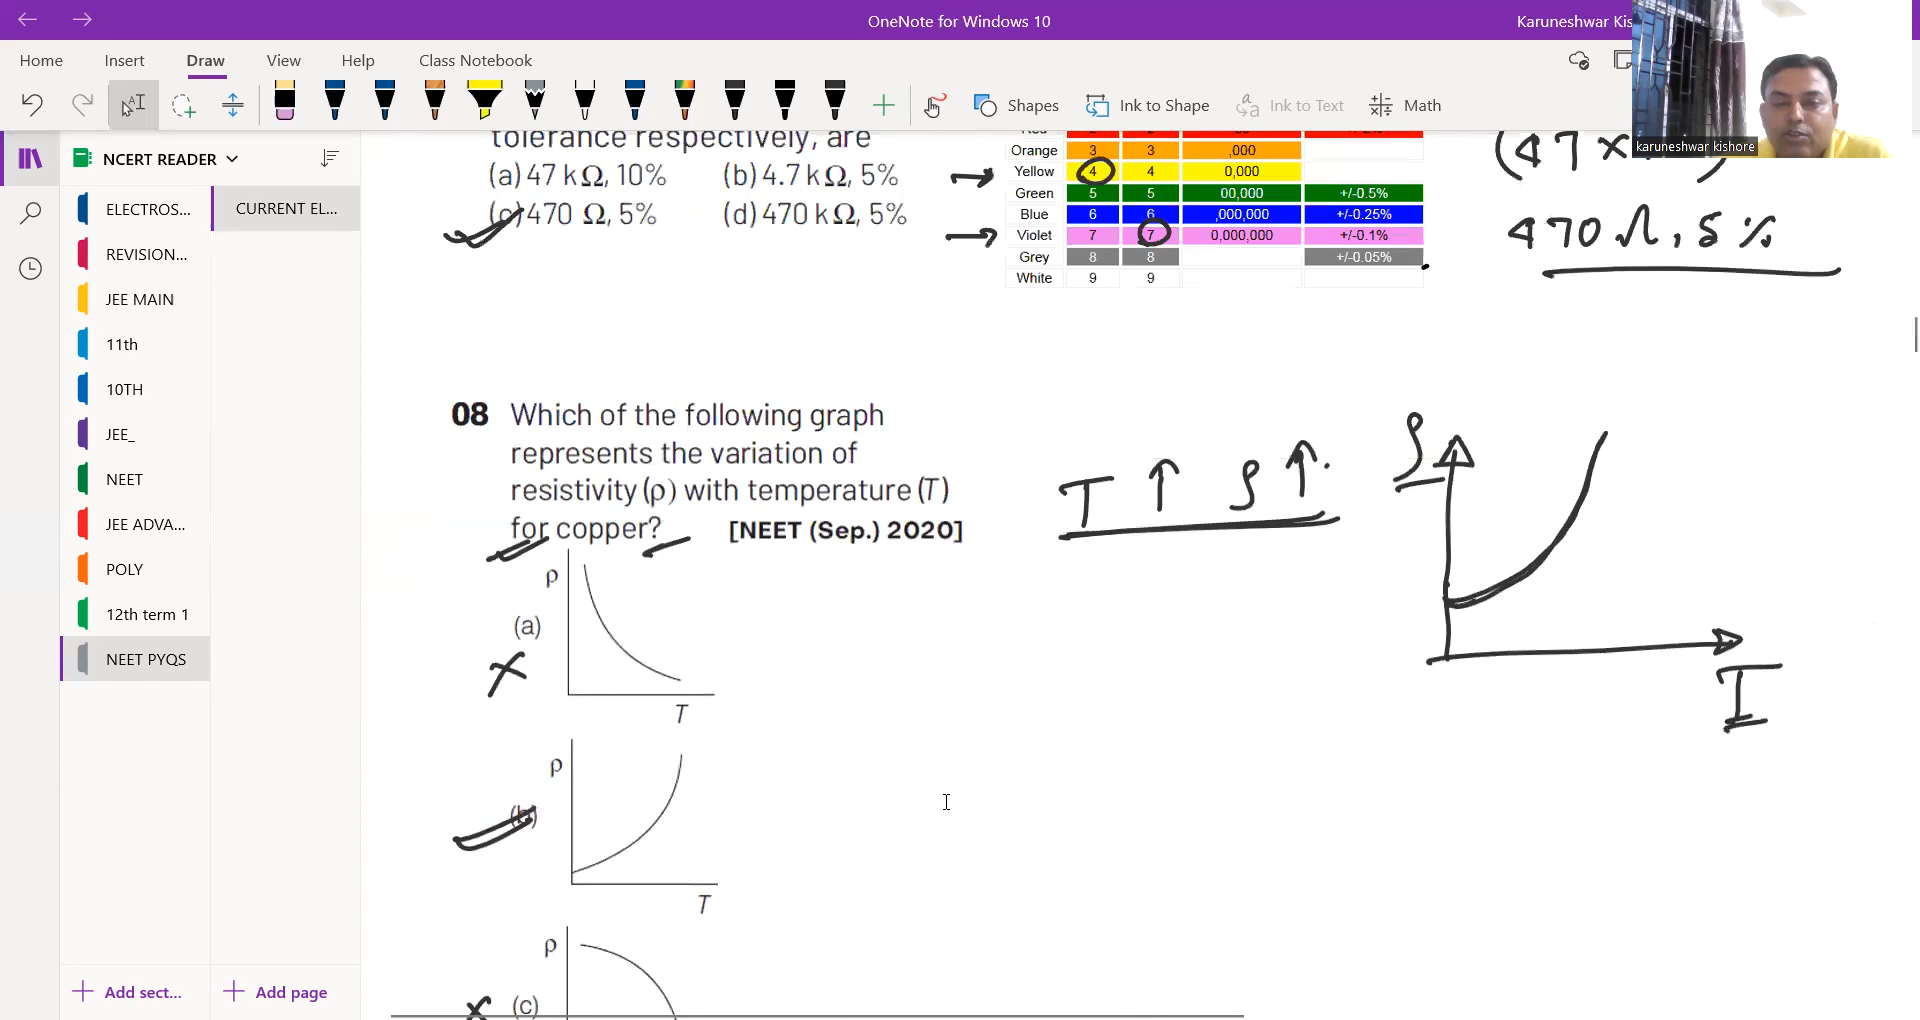 OneNote for Windows 10
Karuneshwar Kis
Home Insert Draw View Help Class Notebook
Shapes Ink to Shape Ink to Text Math
karuneshwar kishore
NCERT READER
ELECTROS...
REVISION...
JEE MAIN
11th
10TH
JEE_
NEET
JEE ADVA...
POLY
12th term 1
NEET PYQS
Add sect...
CURRENT EL...
Add page
tolerance respectively, are
(a) 47 kΩ, 10% (b) 4.7 kΩ, 5%
(c) 470 Ω, 5% (d) 470 kΩ, 5%
Orange 3 3 ,000
Yellow 4 4 0,000
Green 5 5 00,000 +/-0.5%
Blue 6 6 ,000,000 +/-0.25%
Violet 7 7 0,000,000 +/-0.1%
Grey 8 8 +/-0.05%
White 9 9
(47 x )
470 Ω, 5 %
08 Which of the following graph
represents the variation of
resistivity (ρ) with temperature (T)
for copper? [NEET (Sep.) 2020]
T ↑ ρ ↑
ρ
T
ρ
(a)
T
ρ
(b)
T
ρ
(c)